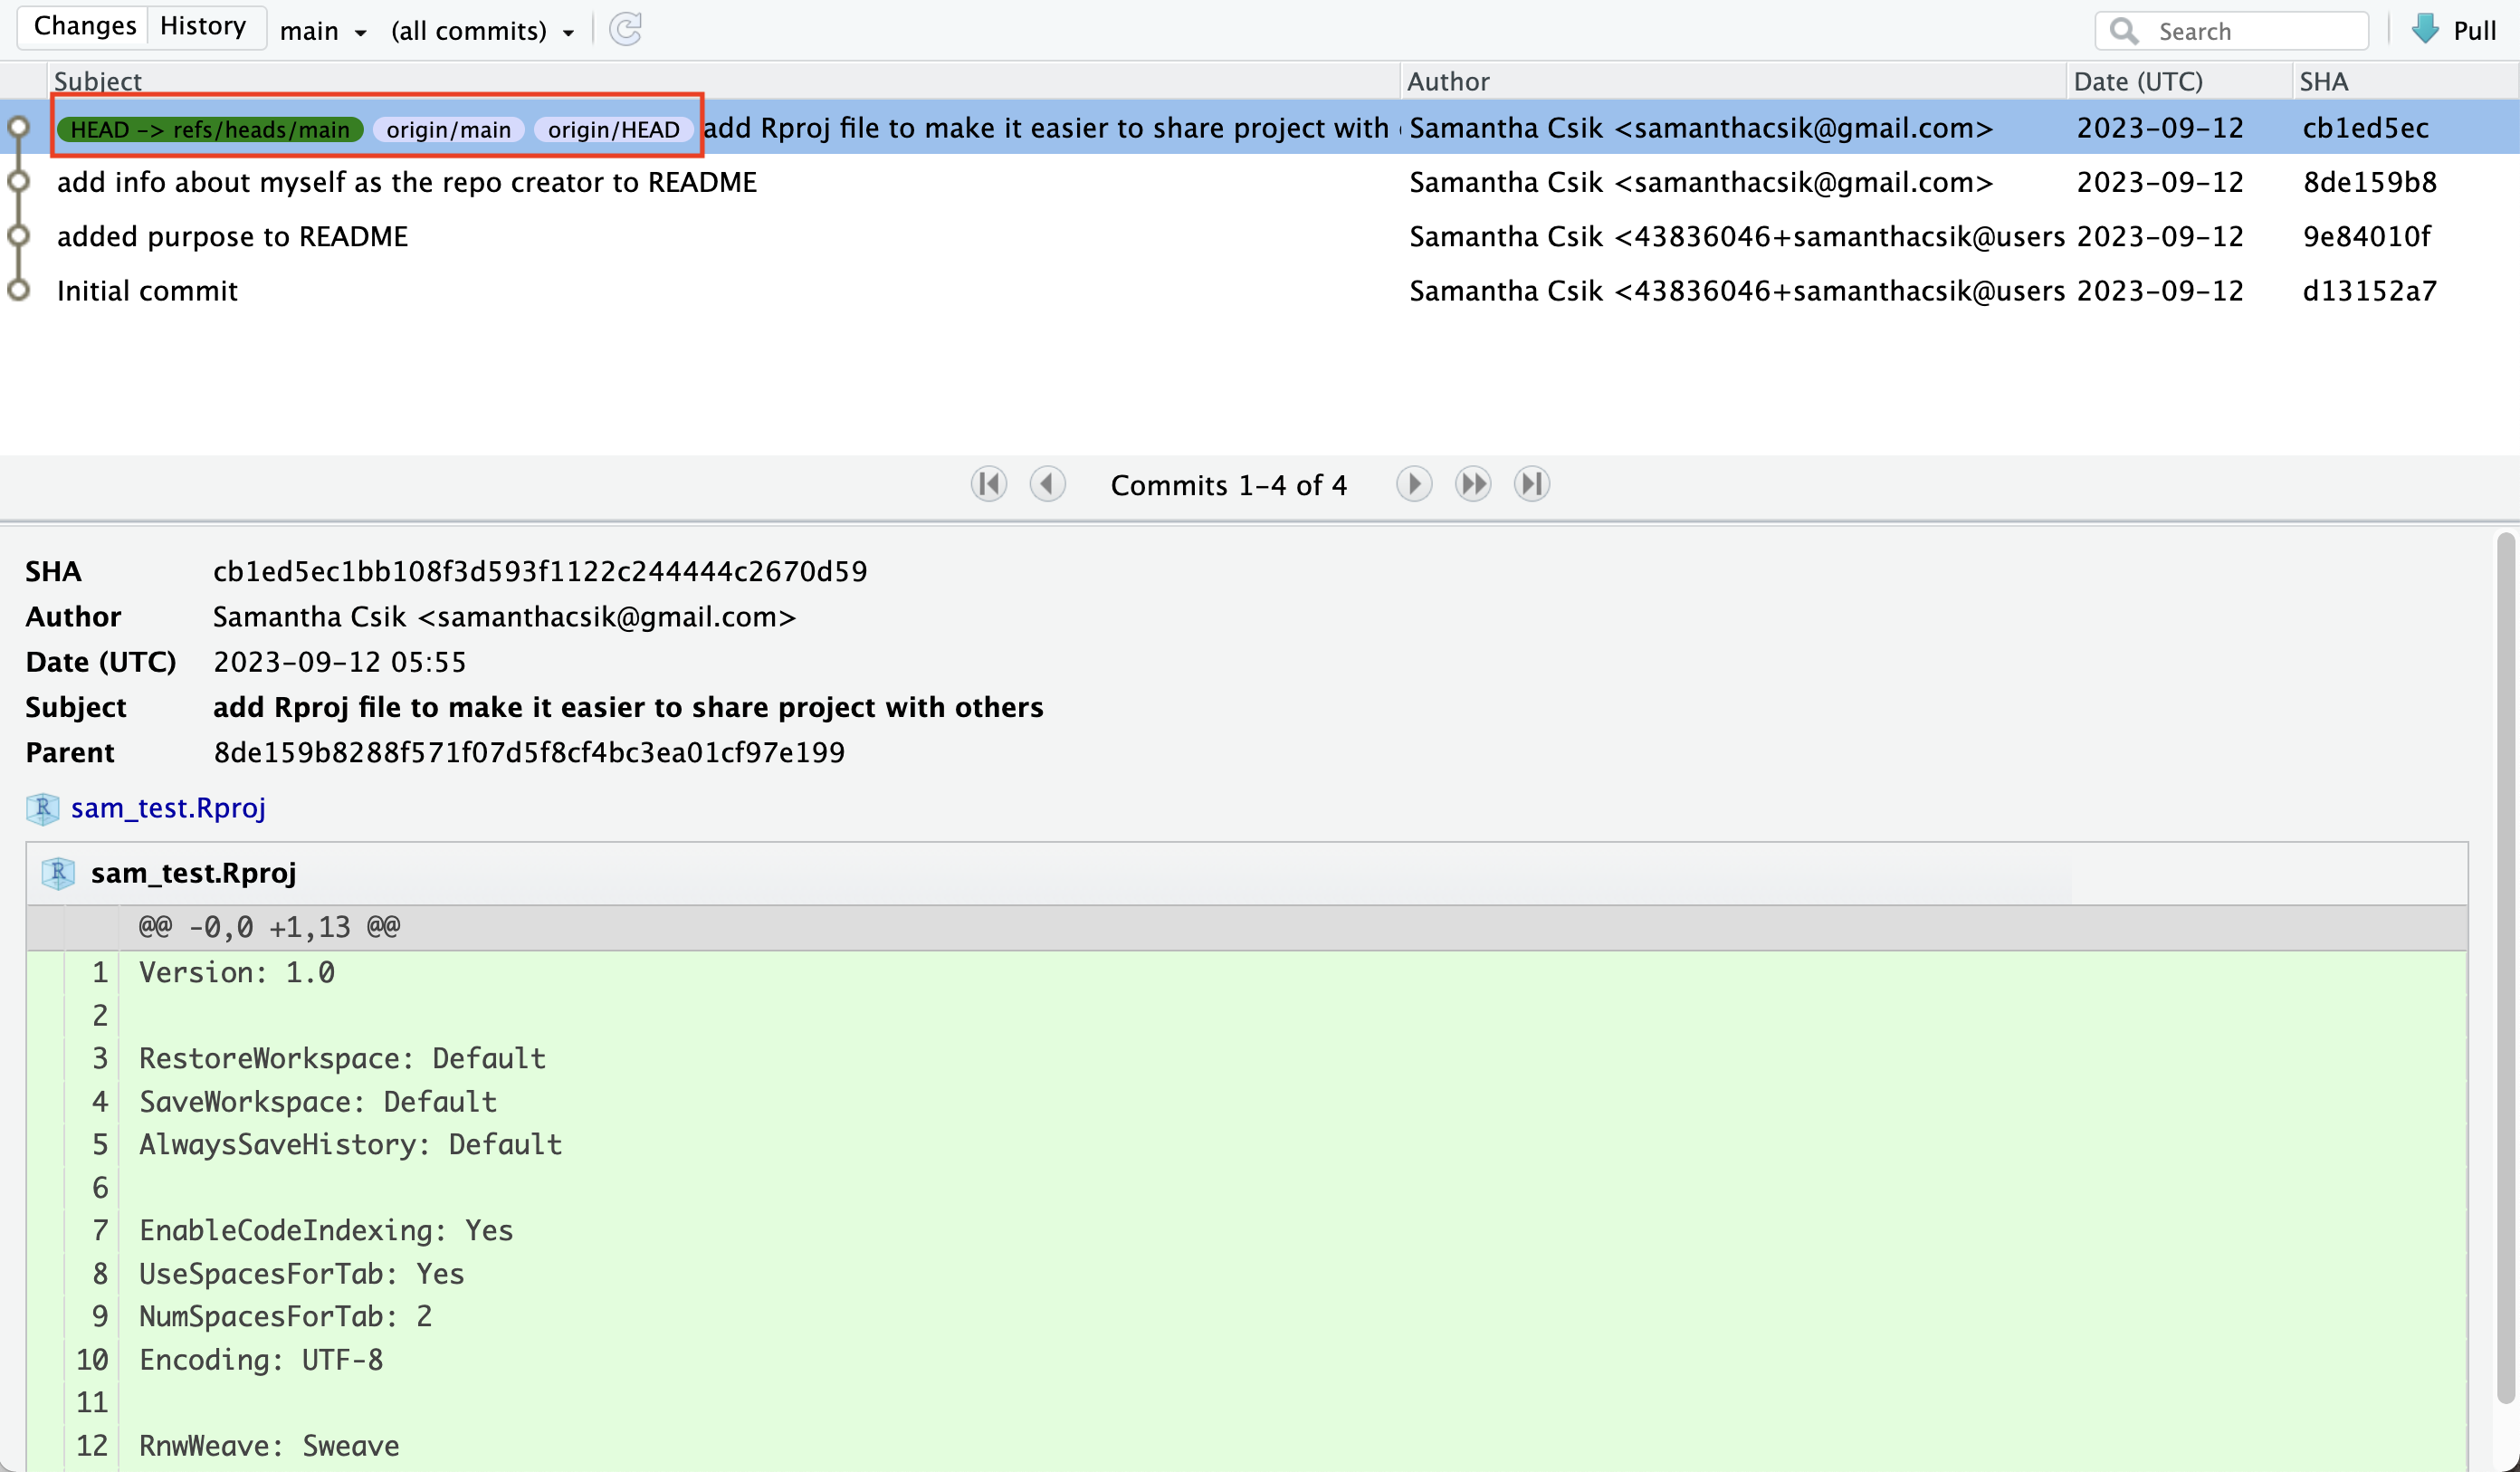 Changes History main (all commits) Search Pull
Subject Author Date (UTC) SHA
HEAD -> refs/heads/main origin/main origin/HEAD add Rproj file to make it easier to share project with Samantha Csik <samanthacsik@gmail.com> 2023-09-12 cb1ed5ec
add info about myself as the repo creator to README Samantha Csik <samanthacsik@gmail.com> 2023-09-12 8de159b8
added purpose to README Samantha Csik <43836046+samanthacsik@users 2023-09-12 9e84010f
Initial commit Samantha Csik <43836046+samanthacsik@users 2023-09-12 d13152a7
Commits 1-4 of 4
SHA cb1ed5ec1bb108f3d593f1122c244444c2670d59
Author Samantha Csik <samanthacsik@gmail.com>
Date (UTC) 2023-09-12 05:55
Subject add Rproj file to make it easier to share project with others
Parent 8de159b8288f571f07d5f8cf4bc3ea01cf97e199
sam_test.Rproj
sam_test.Rproj
@@ -0,0 +1,13 @@
1 Version: 1.0
2
3 RestoreWorkspace: Default
4 SaveWorkspace: Default
5 AlwaysSaveHistory: Default
6
7 EnableCodeIndexing: Yes
8 UseSpacesForTab: Yes
9 NumSpacesForTab: 2
10 Encoding: UTF-8
11
12 RnwWeave: Sweave